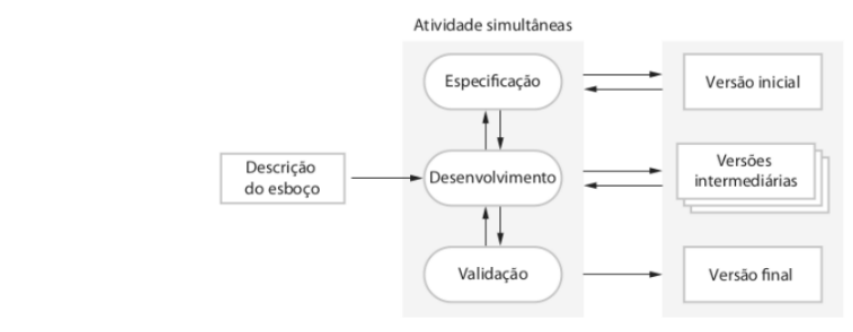 Atividade simultâneas
Especificação
Versão inicial
Descrição
do esboço
Desenvolvimento
Versões
intermediárias
Validação
Versão final